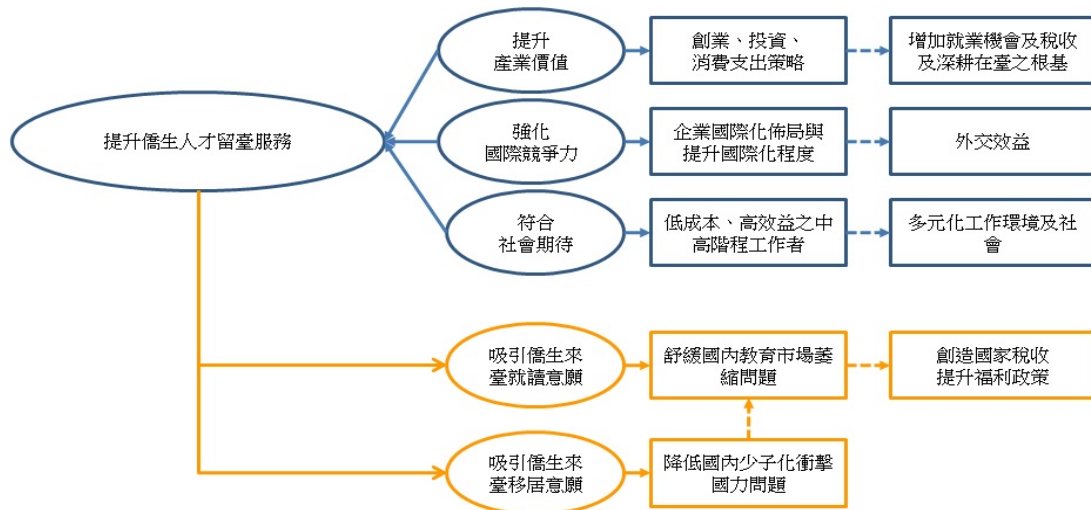 提升
產業價值
創業、投資、
消費支出策略
增加就業機會及稅收
及深耕在臺之根基
提升僑生人才留臺服務
強化
國際競爭力
企業國際化佈局與
提升國際化程度
外交效益
符合
社會期待
低成本、高效益之中
高階程工作者
多元化工作環境及社
會
吸引僑生來
臺就讀意願
舒緩國內教育市場萎
縮問題
創造國家稅收
提升福利政策
吸引僑生來
臺移居意願
降低國內少子化衝擊
國力問題